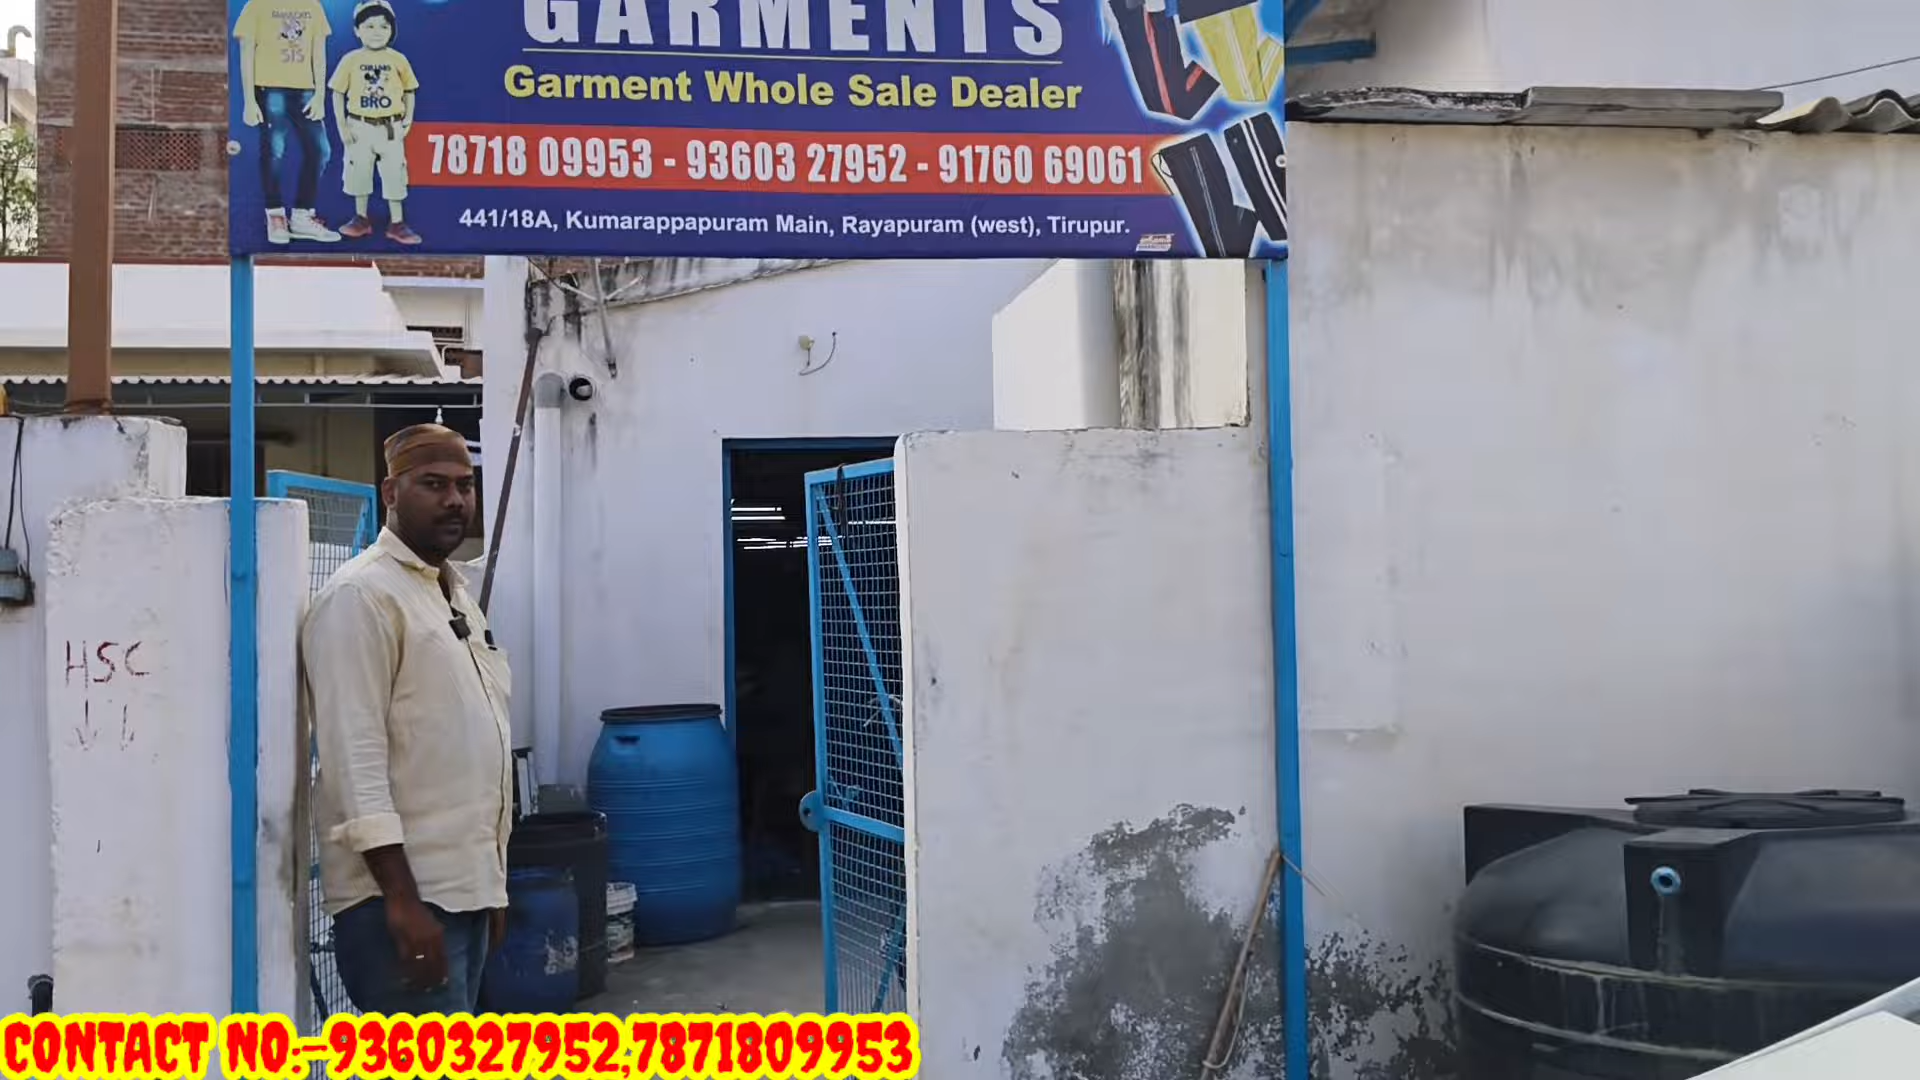 GARMENTS
Garment Whole Sale Dealer
78718 09953 - 93603 27952 - 91760 69061
441/18A, Kumarappapuram Main, Rayapuram (west), Tirupur.
SIS
BRO
HSC
CONTACT NO:-9360327952,7871809953